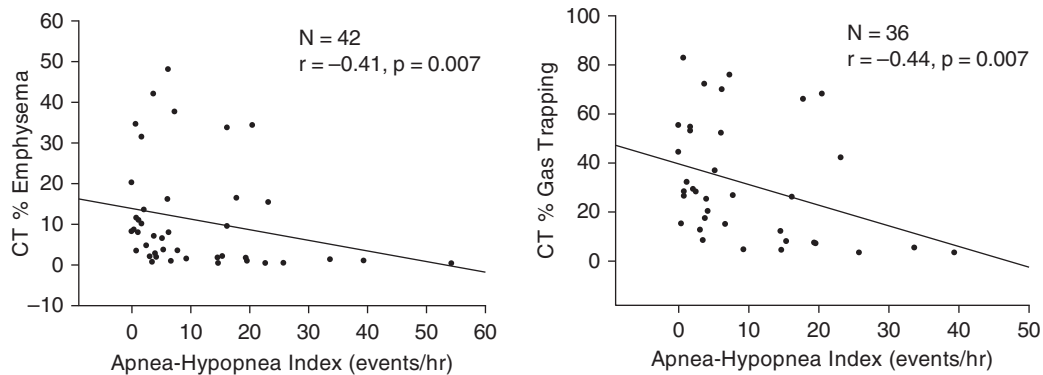 60
50
40
30
20
10
0
−10
CT % Emphysema
N = 42
r = −0.41, p = 0.007
0 10 20 30 40 50 60
Apnea-Hypopnea Index (events/hr)
100
80
60
40
20
0
CT % Gas Trapping
N = 36
r = −0.44, p = 0.007
0 10 20 30 40 50
Apnea-Hypopnea Index (events/hr)